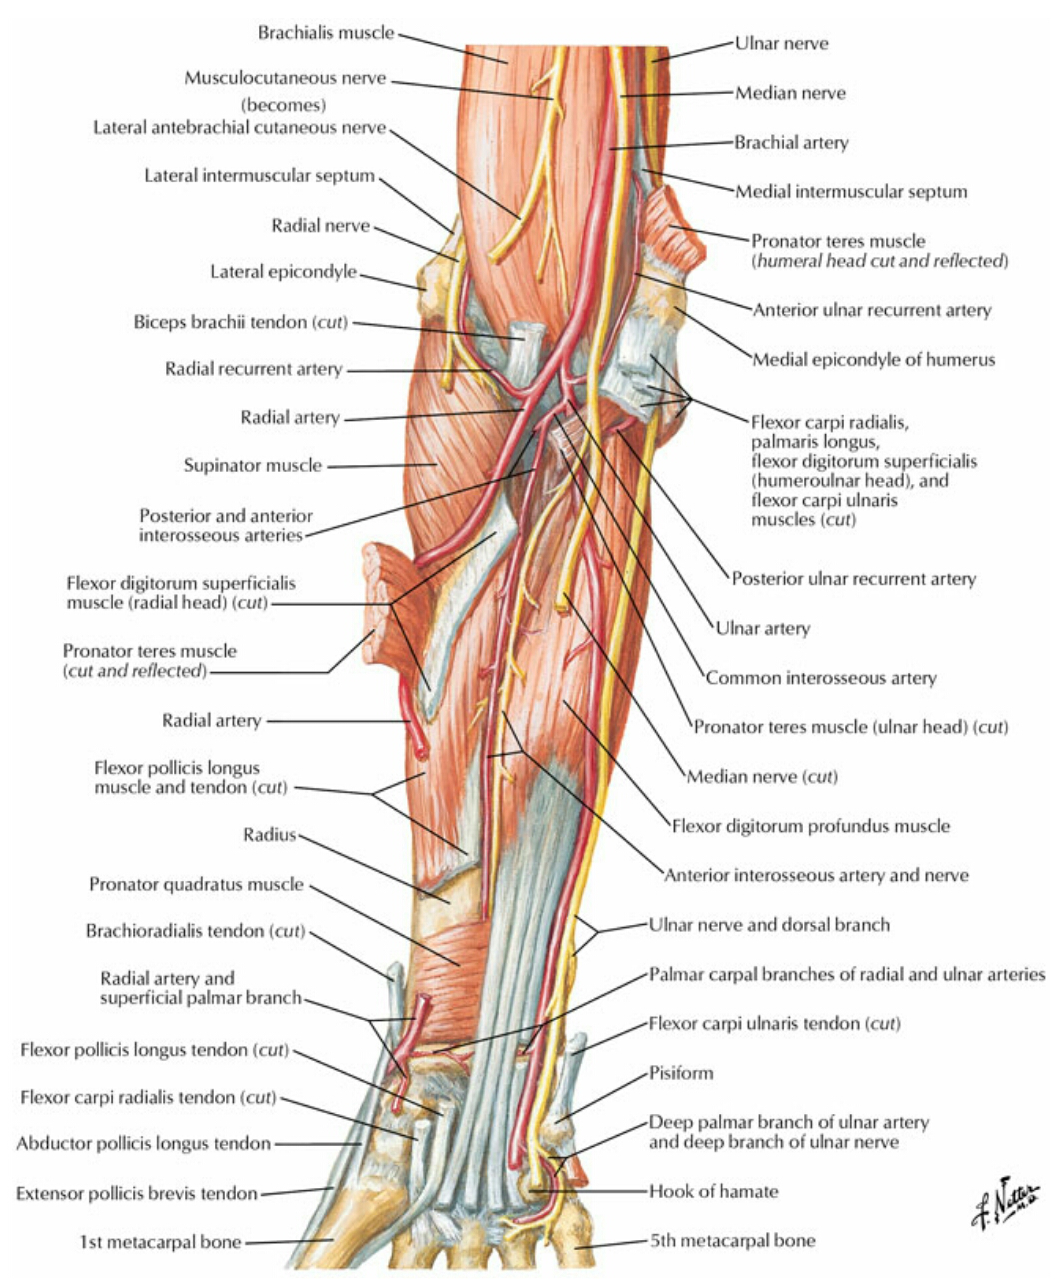 Brachialis muscle
Musculocutaneous nerve
(becomes)
Lateral antebrachial cutaneous nerve
Lateral intermuscular septum
Radial nerve
Lateral epicondyle
Biceps brachii tendon (cut)
Radial recurrent artery
Radial artery
Supinator muscle
Posterior and anterior
interosseous arteries
Flexor digitorum superficialis
muscle (radial head) (cut)
Pronator teres muscle
(cut and reflected)
Radial artery
Flexor pollicis longus
muscle and tendon (cut)
Radius
Pronator quadratus muscle
Brachioradialis tendon (cut)
Radial artery and
superficial palmar branch
Flexor pollicis longus tendon (cut)
Flexor carpi radialis tendon (cut)
Abductor pollicis longus tendon
Extensor pollicis brevis tendon
1st metacarpal bone
Ulnar nerve
Median nerve
Brachial artery
Medial intermuscular septum
Pronator teres muscle
(humeral head cut and reflected)
Anterior ulnar recurrent artery
Medial epicondyle of humerus
Flexor carpi radialis,
palmaris longus,
flexor digitorum superficialis
(humeroulnar head), and
flexor carpi ulnaris
muscles (cut)
Posterior ulnar recurrent artery
Ulnar artery
Common interosseous artery
Pronator teres muscle (ulnar head) (cut)
Median nerve (cut)
Flexor digitorum profundus muscle
Anterior interosseous artery and nerve
Ulnar nerve and dorsal branch
Palmar carpal branches of radial and ulnar arteries
Flexor carpi ulnaris tendon (cut)
Pisiform
Deep palmar branch of ulnar artery
and deep branch of ulnar nerve
Hook of hamate
5th metacarpal bone
F. Netter
M.D.